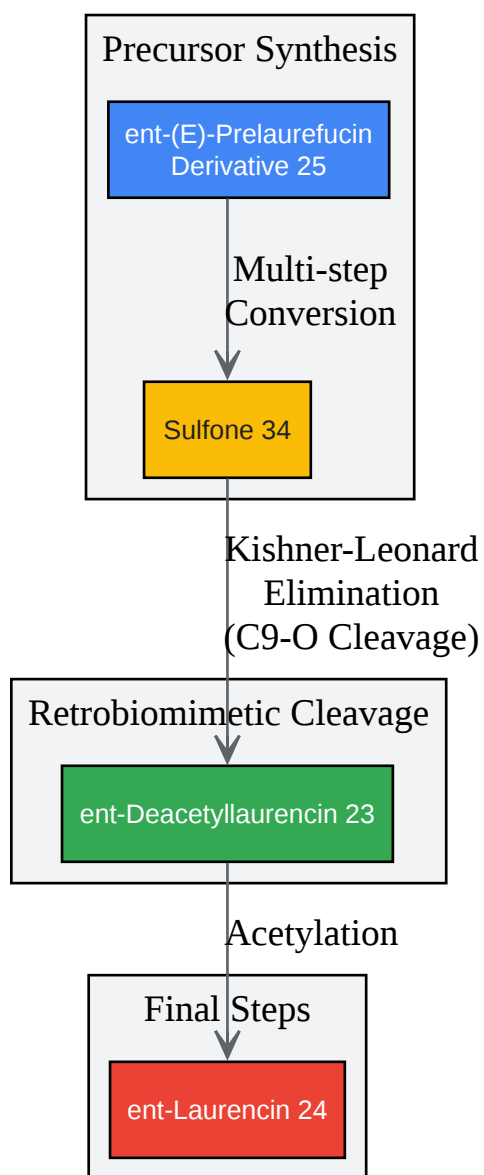 Precursor Synthesis
ent-(E)-Prelaurefucin
Derivative 25
Multi-step
Conversion
Sulfone 34
Kishner-Leonard
Elimination
(C9-O Cleavage)
Retrobiomimetic Cleavage
ent-Deacetyllaurencin 23
Acetylation
Final Steps
ent-Laurencin 24